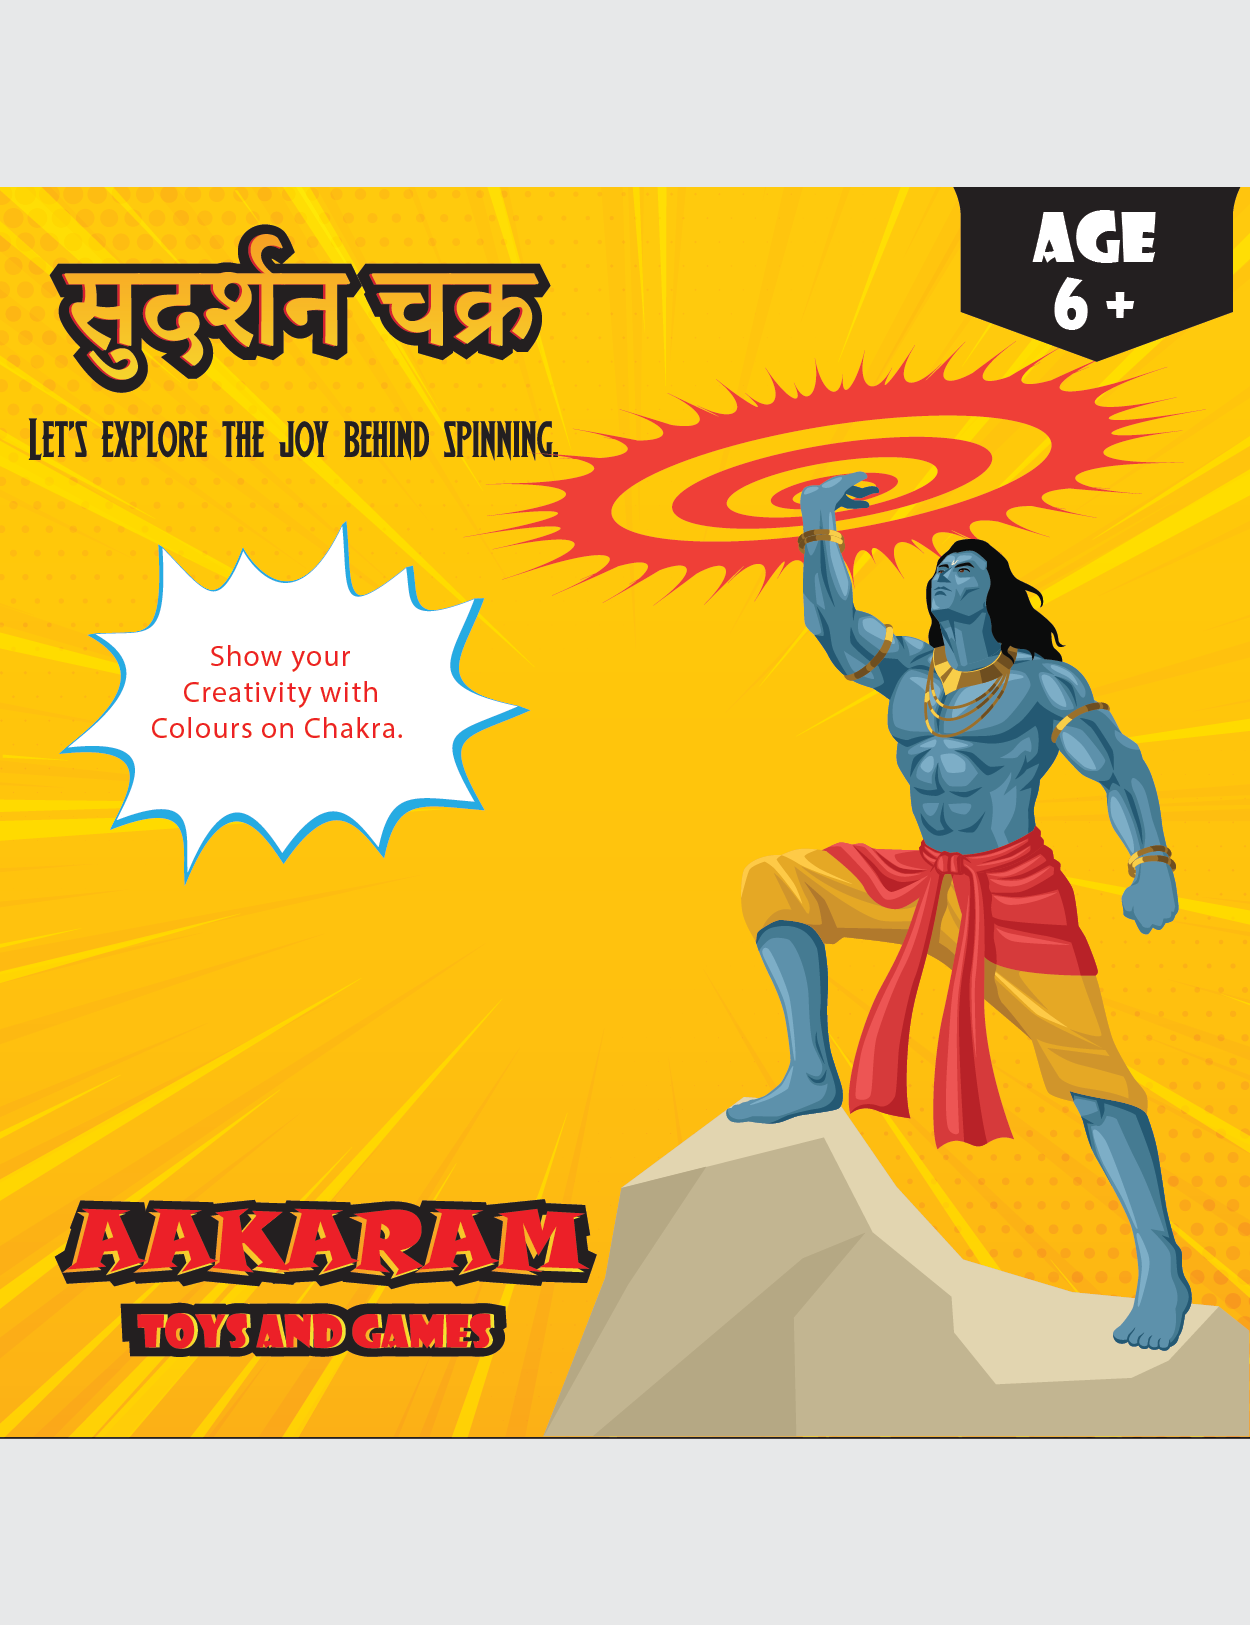 सुदर्शन चक्र
AGE
6 +
LET'S EXPLORE THE JOY BEHIND SPINNING.
Show your
Creativity with
Colours on Chakra.
AAKARAM
TOYS AND GAMES